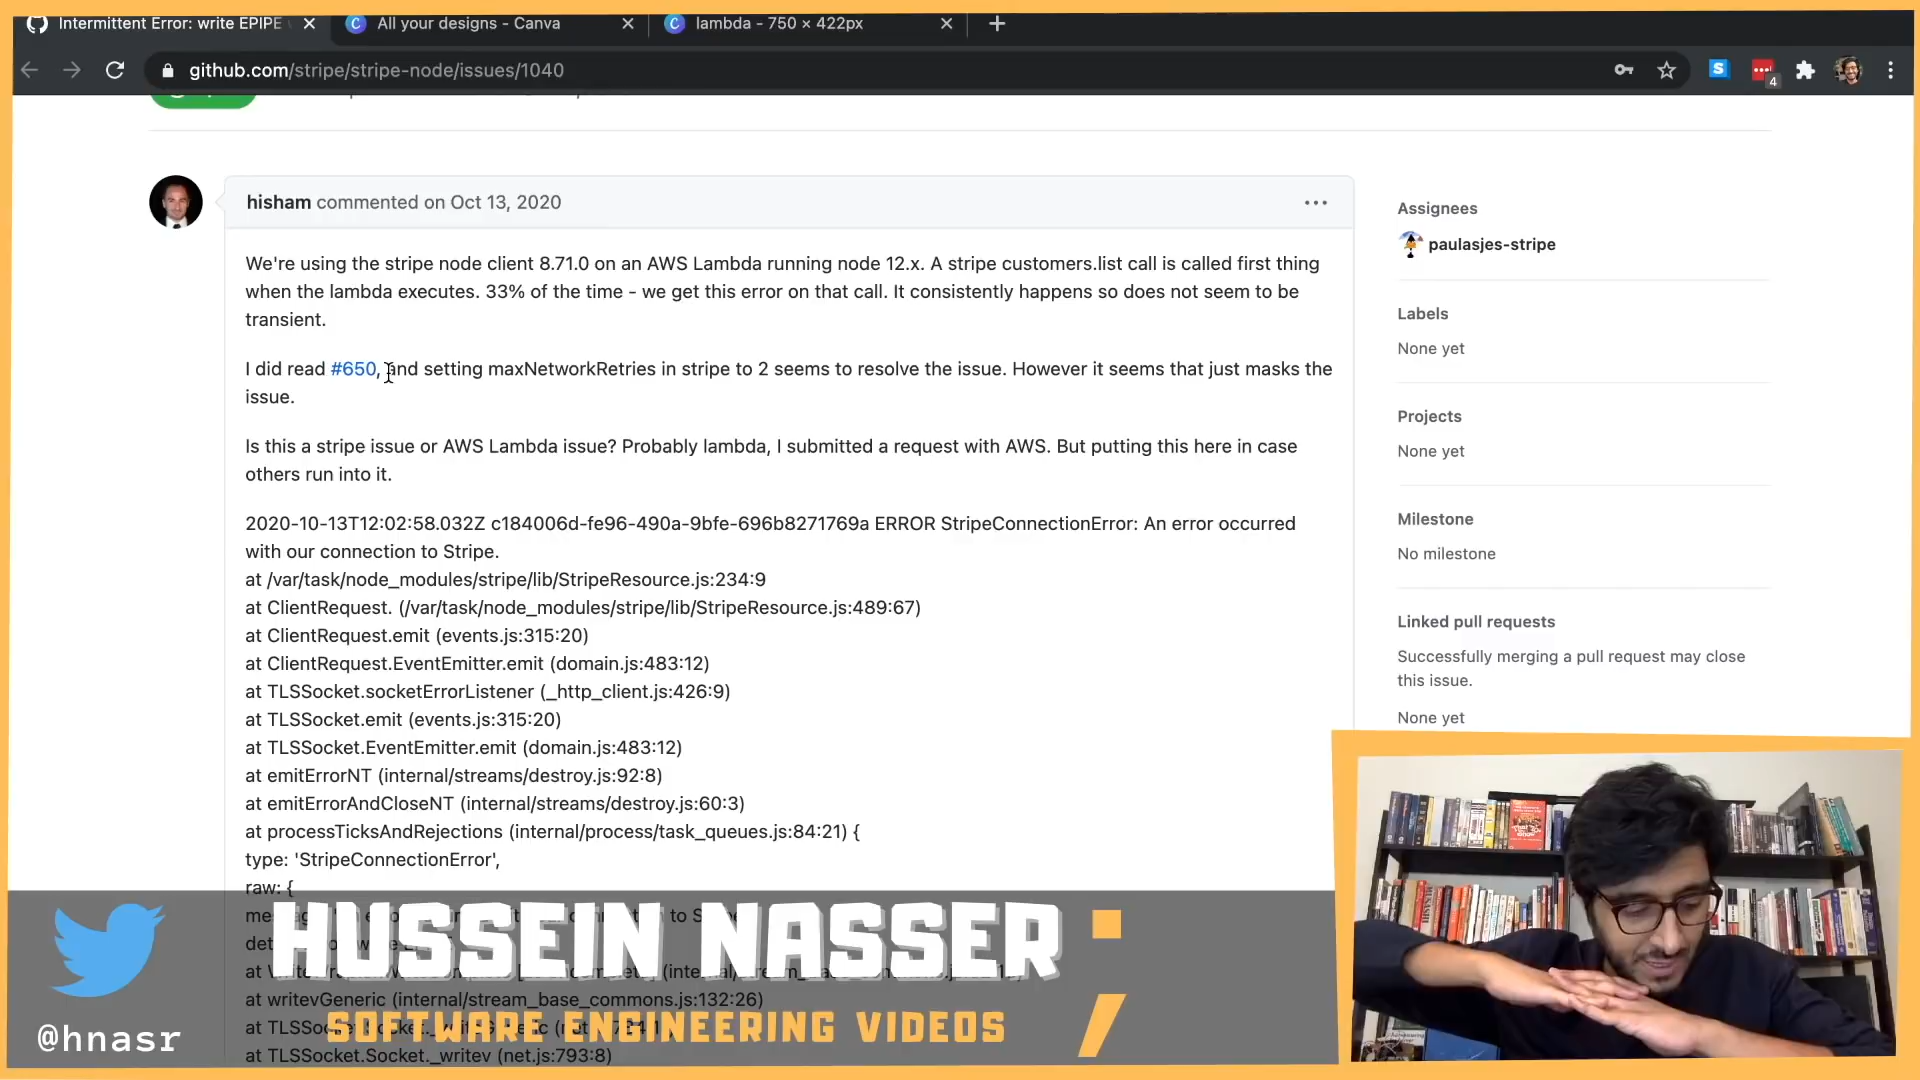 Intermittent Error: write EPIPE
All your designs - Canva
lambda - 750 × 422px
github.com/stripe/stripe-node/issues/1040
4
hisham commented on Oct 13, 2020
We're using the stripe node client 8.71.0 on an AWS Lambda running node 12.x. A stripe customers.list call is called first thing
when the lambda executes. 33% of the time - we get this error on that call. It consistently happens so does not seem to be
transient.
I did read #650, and setting maxNetworkRetries in stripe to 2 seems to resolve the issue. However it seems that just masks the
issue.
Is this a stripe issue or AWS Lambda issue? Probably lambda, I submitted a request with AWS. But putting this here in case
others run into it.
2020-10-13T12:02:58.032Z c184006d-fe96-490a-9bfe-696b8271769a ERROR StripeConnectionError: An error occurred
with our connection to Stripe.
at /var/task/node_modules/stripe/lib/StripeResource.js:234:9
at ClientRequest. (/var/task/node_modules/stripe/lib/StripeResource.js:489:67)
at ClientRequest.emit (events.js:315:20)
at ClientRequest.EventEmitter.emit (domain.js:483:12)
at TLSSocket.socketErrorListener (_http_client.js:426:9)
at TLSSocket.emit (events.js:315:20)
at TLSSocket.EventEmitter.emit (domain.js:483:12)
at emitErrorNT (internal/streams/destroy.js:92:8)
at emitErrorAndCloseNT (internal/streams/destroy.js:60:3)
at processTicksAndRejections (internal/process/task_queues.js:84:21) {
type: 'StripeConnectionError',
raw: {
at writevGeneric (internal/stream_base_commons.js:132:26)
at TLSSocket.Socket._writev (net.js:793:8)
Assignees
paulasjes-stripe
Labels
None yet
Projects
None yet
Milestone
No milestone
Linked pull requests
Successfully merging a pull request may close
this issue.
None yet
HUSSEIN NASSER ;
SOFTWARE ENGINEERING VIDEOS
@hnasr